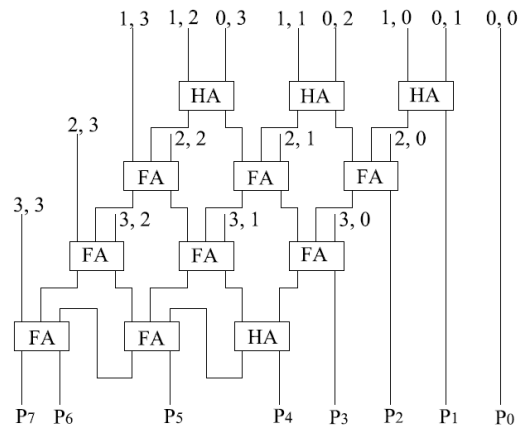 1, 3 1, 2 0, 3 1, 1 0, 2 1, 0 0, 1 0, 0
HA HA HA
2, 3 2, 2 2, 1 2, 0
FA FA FA
3, 3 3, 2 3, 1 3, 0
FA FA FA
FA FA HA
P7 P6 P5 P4 P3 P2 P1 P0